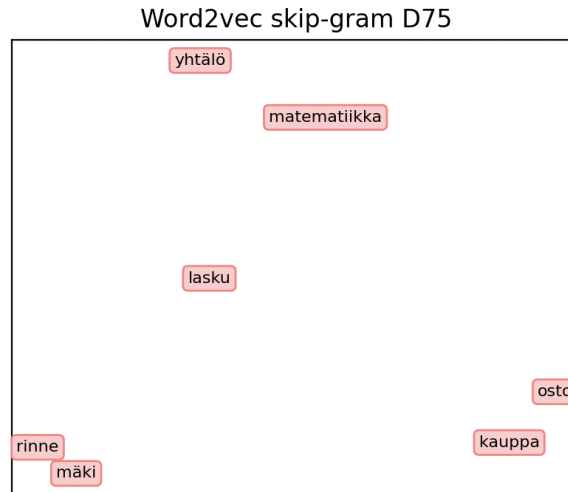 Word2vec skip-gram D75
yhtälö
matematiikka
lasku
osto
kauppa
rinne
mäki